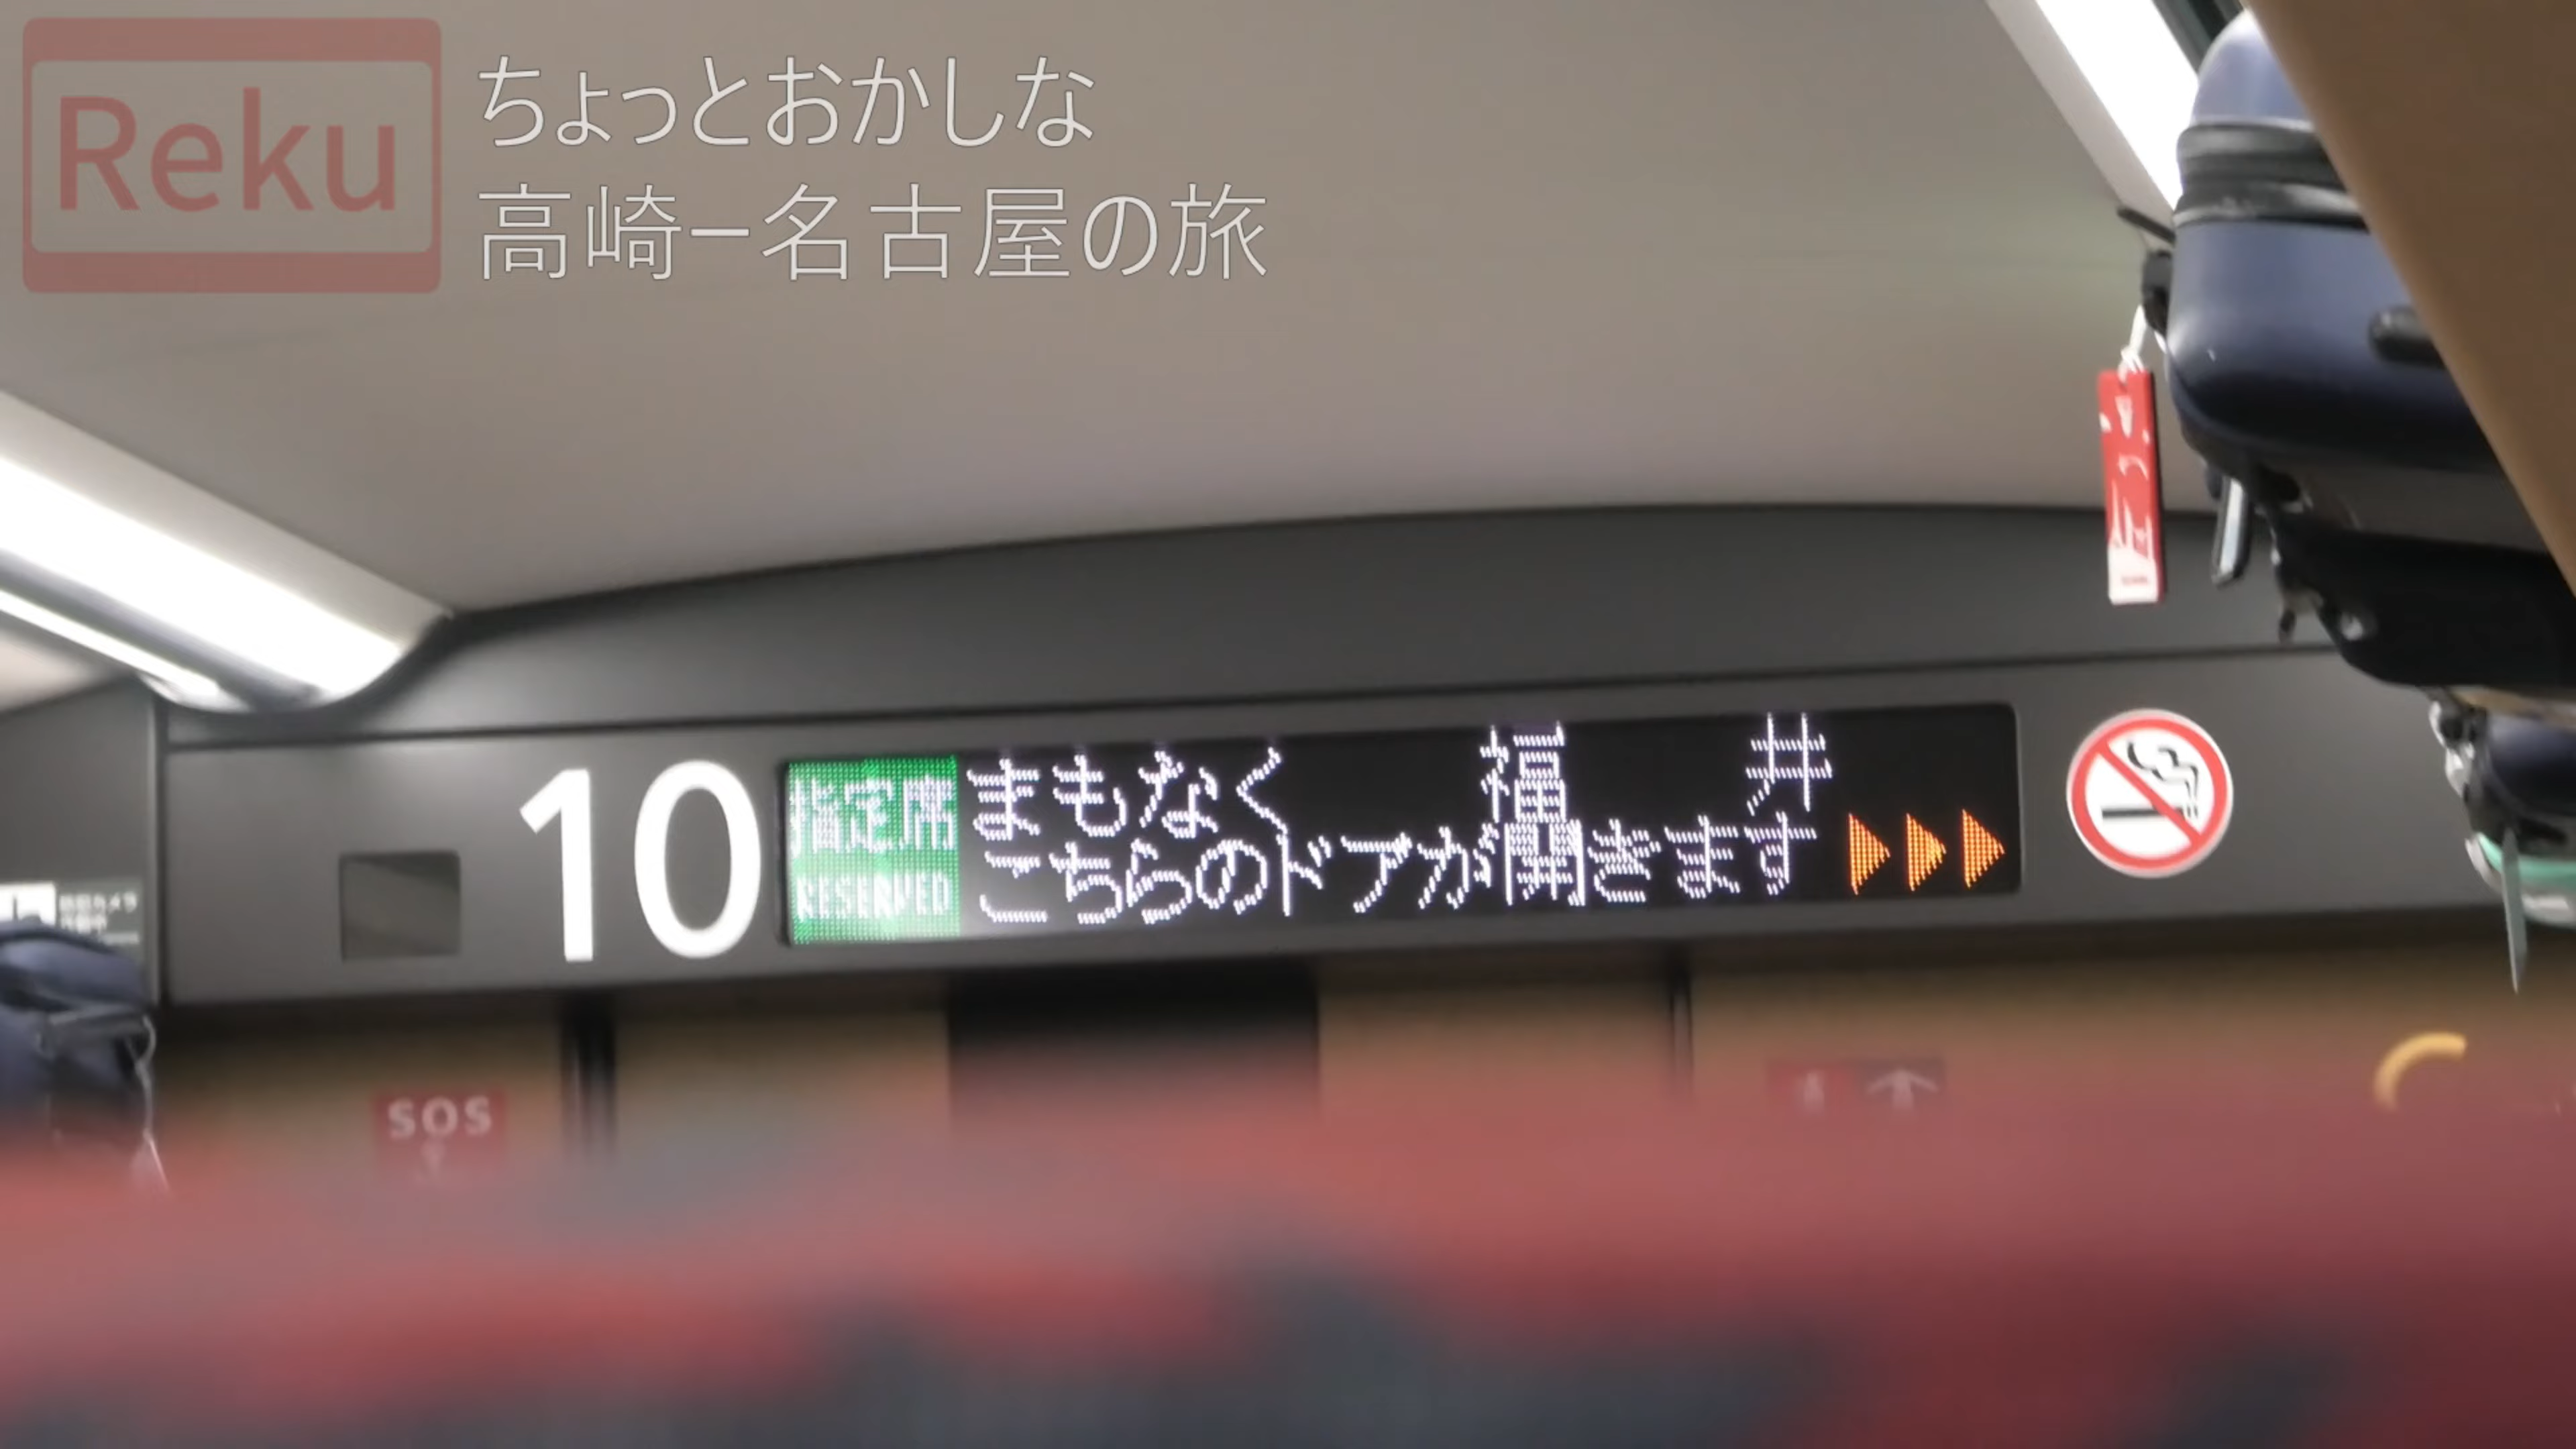 Reku
ちょっとおかしな
高崎－名古屋の旅
10
指定席
RESERVED
まもなく 福 井
こちらのドアが開きます
SOS